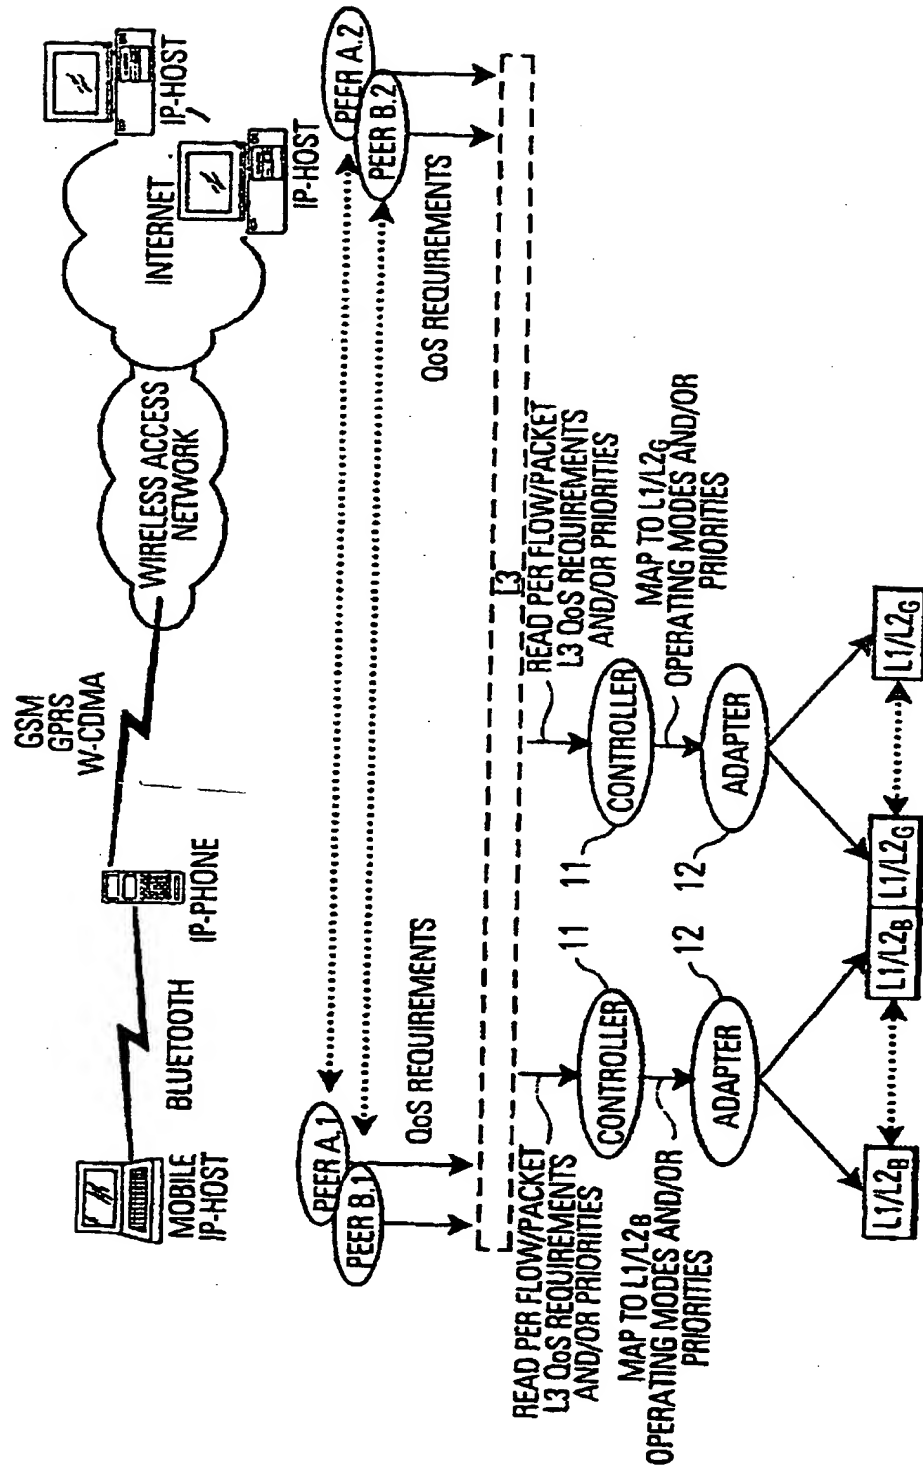 GSM
GPRS
W-CDMA
BLUETOOTH
MOBILE
IP-HOST
IP-PHONE
WIRELESS ACCESS
NETWORK
INTERNET
IP-HOST
IP-HOST
PEER A.1
PEER B.1
PEER A.2
PEER B.2
QoS REQUIREMENTS
QoS REQUIREMENTS
L3
READ PER FLOW/PACKET
L3 QoS REQUIREMENTS
AND/OR PRIORITIES
READ PER FLOW/PACKET
L3 QoS REQUIREMENTS
AND/OR PRIORITIES
CONTROLLER
11
11
CONTROLLER
MAP TO L1/L2B
OPERATING MODES AND/OR
PRIORITIES
MAP TO L1/L2G
OPERATING MODES AND/OR
PRIORITIES
ADAPTER
12
12
ADAPTER
L1/L2B
L1/L2B
L1/L2G
L1/L2G